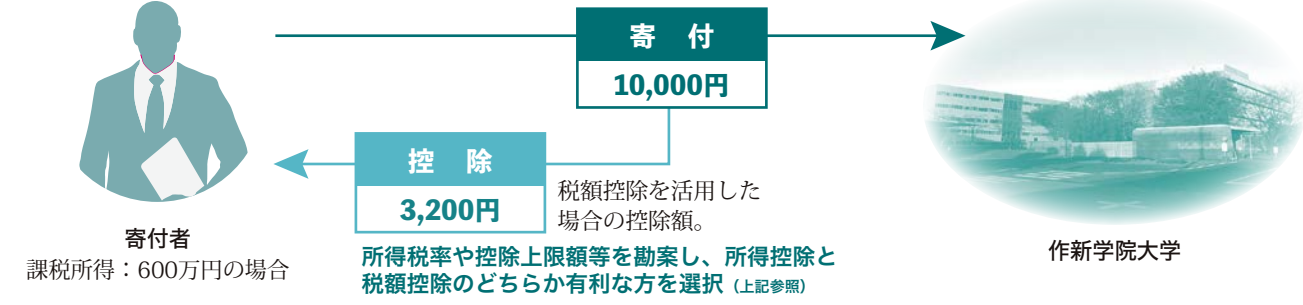 寄 付
10,000円
控 除
3,200円
税額控除を活用した
場合の控除額。
所得税率や控除上限額等を勘案し、所得控除と
税額控除のどちらか有利な方を選択（上記参照）
寄付者
課税所得：600万円の場合
作新学院大学